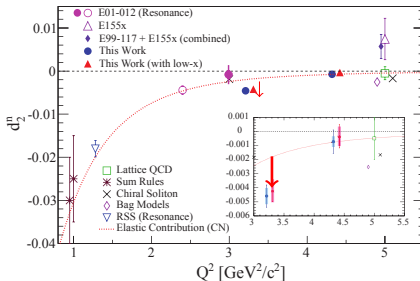 E01-012 (Resonance)
E155x
E99-117 + E155x (combined)
This Work
This Work (with low-x)
0.01
0
-0.01
-0.02
-0.03
-0.04
d₂ⁿ
Lattice QCD
Sum Rules
Chiral Soliton
Bag Models
RSS (Resonance)
Elastic Contribution (CN)
0.001
0
-0.001
-0.002
-0.003
-0.004
-0.005
-0.006
3 3.5 4 4.5 5 5.5
1 2 3 4 5
Q² [GeV²/c²]